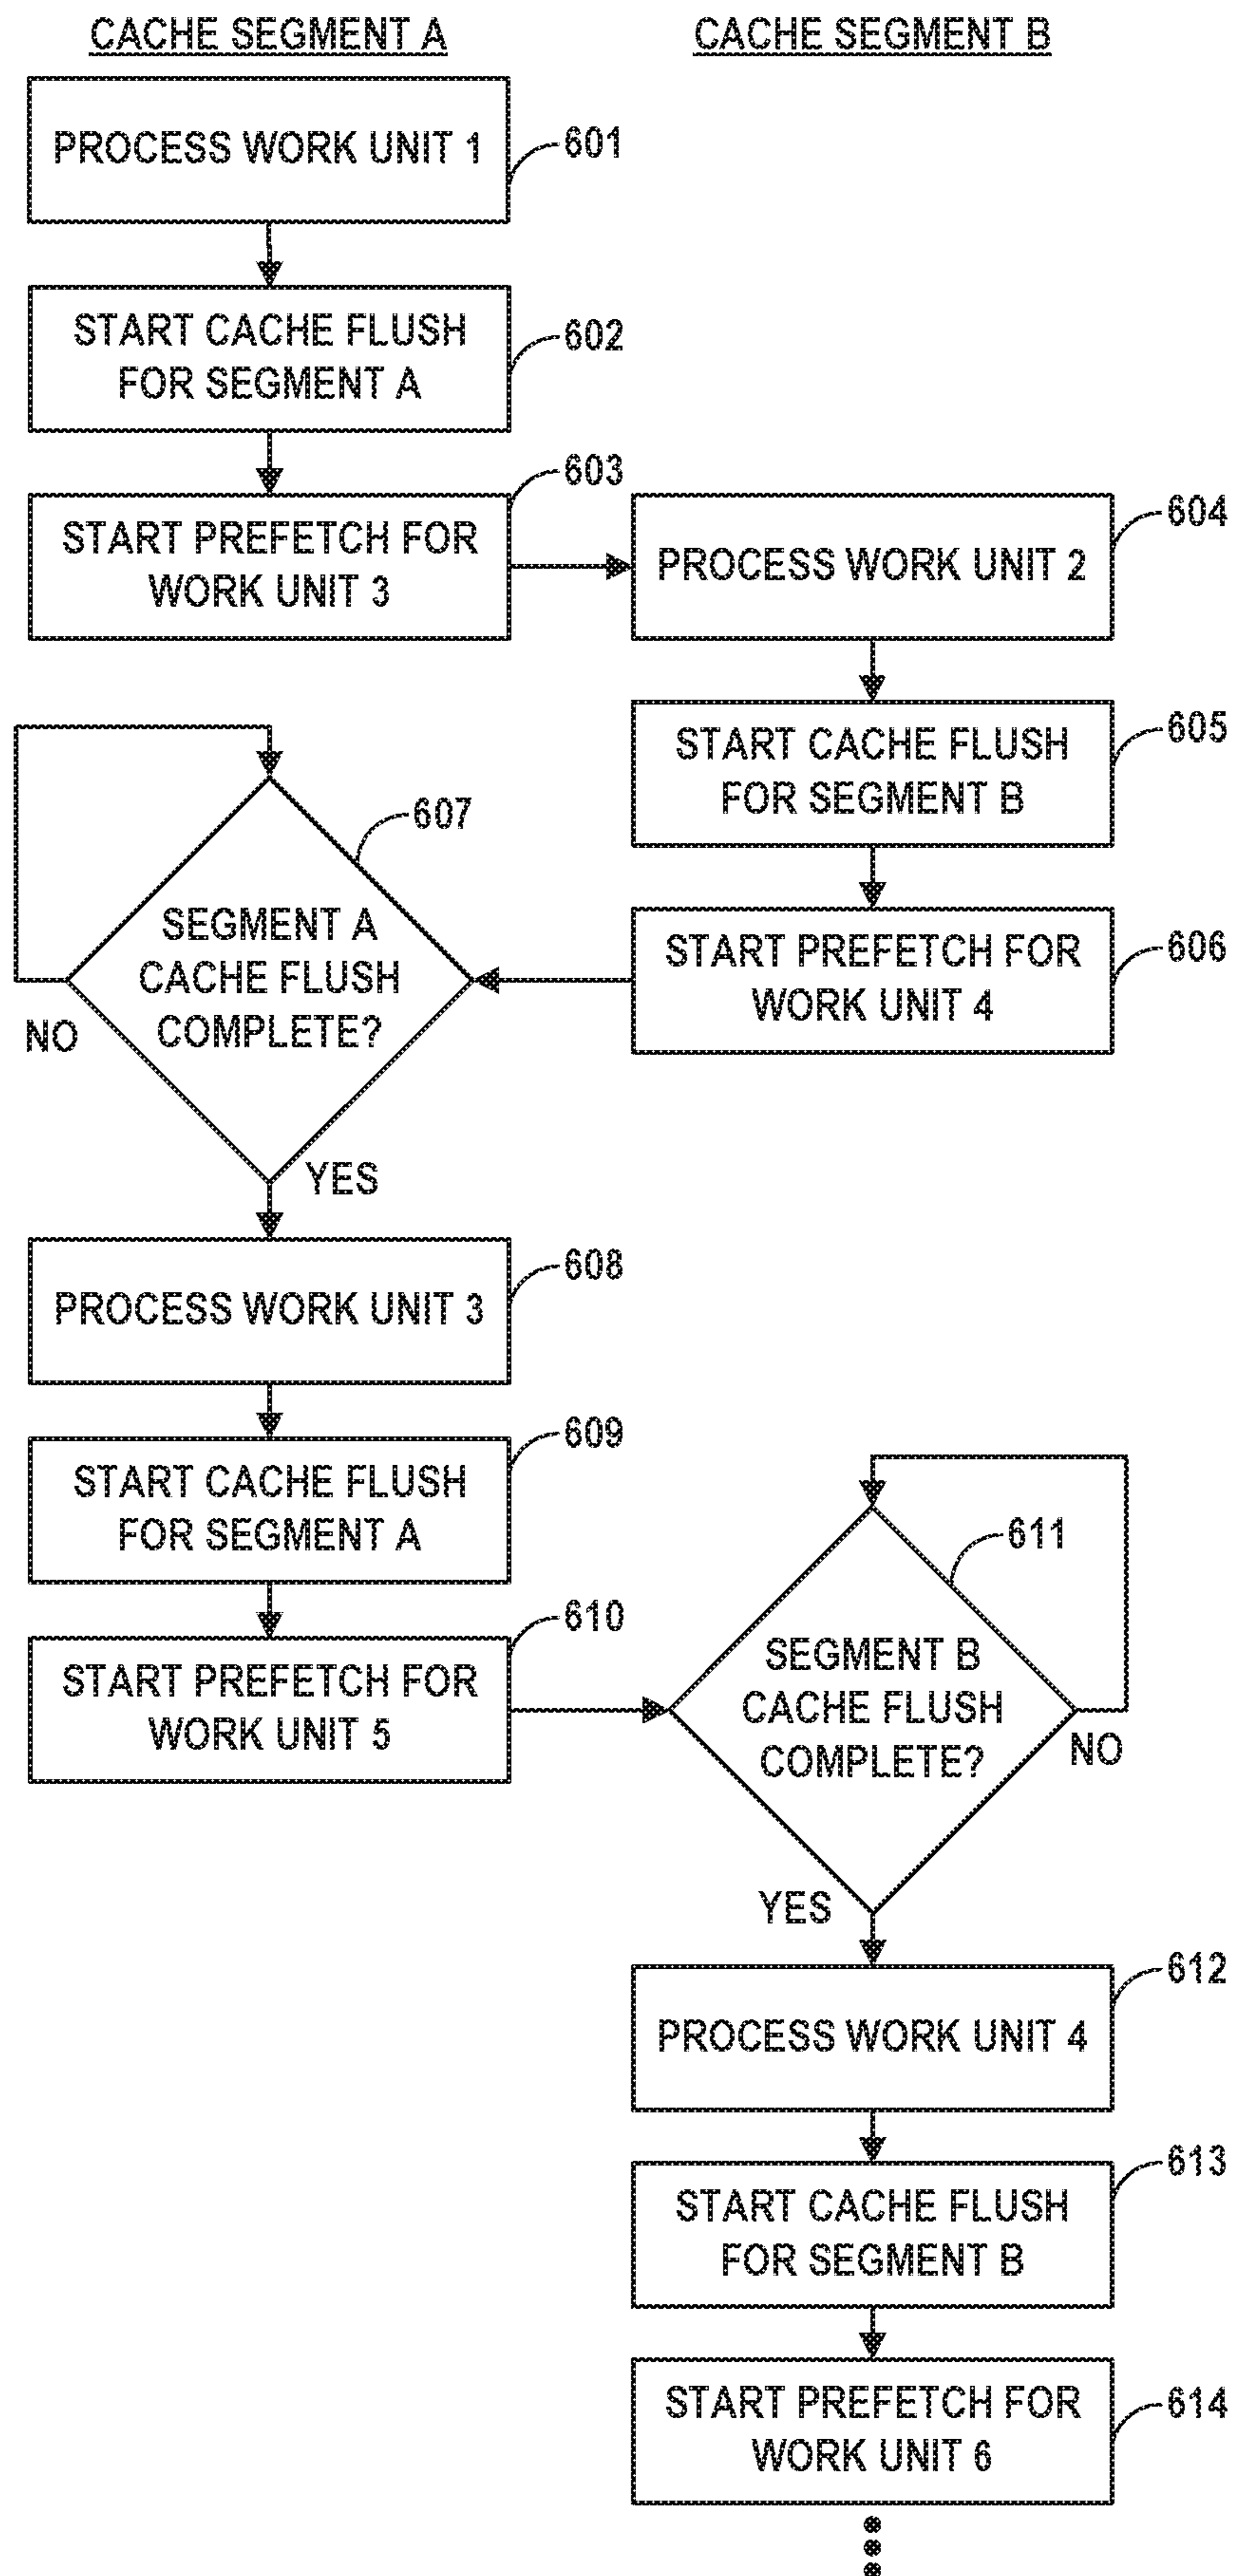 CACHE SEGMENT A
CACHE SEGMENT B
PROCESS WORK UNIT 1
601
START CACHE FLUSH
FOR SEGMENT A
602
START PREFETCH FOR
WORK UNIT 3
603
PROCESS WORK UNIT 2
604
START CACHE FLUSH
FOR SEGMENT B
605
START PREFETCH FOR
WORK UNIT 4
606
607
SEGMENT A
CACHE FLUSH
COMPLETE?
NO
YES
PROCESS WORK UNIT 3
608
START CACHE FLUSH
FOR SEGMENT A
609
START PREFETCH FOR
WORK UNIT 5
610
611
SEGMENT B
CACHE FLUSH
COMPLETE?
NO
YES
PROCESS WORK UNIT 4
612
START CACHE FLUSH
FOR SEGMENT B
613
START PREFETCH FOR
WORK UNIT 6
614